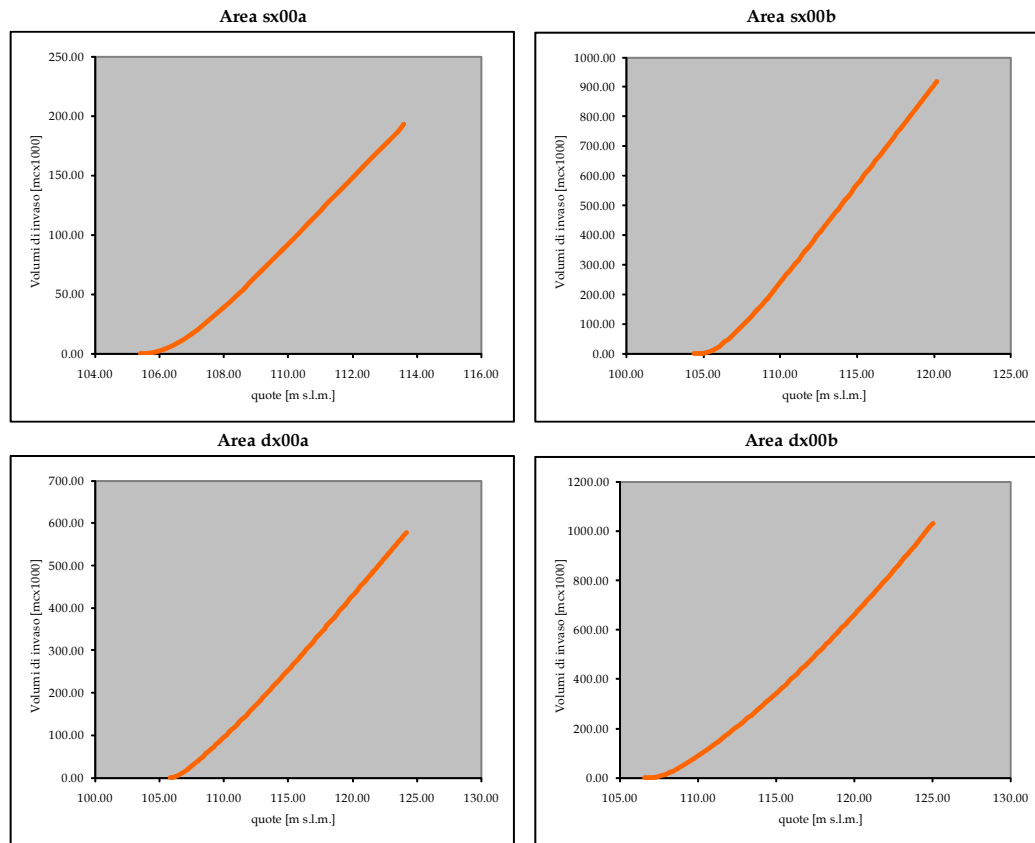 Area sx00a
250.00
200.00
150.00
100.00
50.00
0.00
104.00 106.00 108.00 110.00 112.00 114.00 116.00
quote [m s.l.m.]
Volumi di invaso [mcx1000]
Area sx00b
1000.00
900.00
800.00
700.00
600.00
500.00
400.00
300.00
200.00
100.00
0.00
100.00 105.00 110.00 115.00 120.00 125.00
quote [m s.l.m.]
Volumi di invaso [mcx1000]
Area dx00a
700.00
600.00
500.00
400.00
300.00
200.00
100.00
0.00
100.00 105.00 110.00 115.00 120.00 125.00 130.00
quote [m s.l.m.]
Volumi di invaso [mcx1000]
Area dx00b
1200.00
1000.00
800.00
600.00
400.00
200.00
0.00
105.00 110.00 115.00 120.00 125.00 130.00
quote [m s.l.m.]
Volumi di invaso [mcx1000]